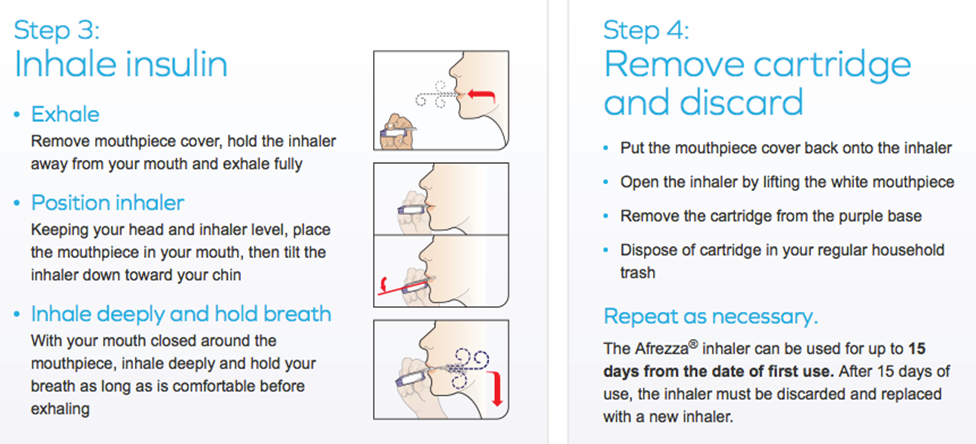 Step 3:
Inhale insulin
• Exhale
Remove mouthpiece cover, hold the inhaler
away from your mouth and exhale fully
• Position inhaler
Keeping your head and inhaler level, place
the mouthpiece in your mouth, then tilt the
inhaler down toward your chin
• Inhale deeply and hold breath
With your mouth closed around the
mouthpiece, inhale deeply and hold your
breath as long as is comfortable before
exhaling
Step 4:
Remove cartridge
and discard
• Put the mouthpiece cover back onto the inhaler
• Open the inhaler by lifting the white mouthpiece
• Remove the cartridge from the purple base
• Dispose of cartridge in your regular household
trash
Repeat as necessary.
The Afrezza® inhaler can be used for up to 15
days from the date of first use. After 15 days of
use, the inhaler must be discarded and replaced
with a new inhaler.